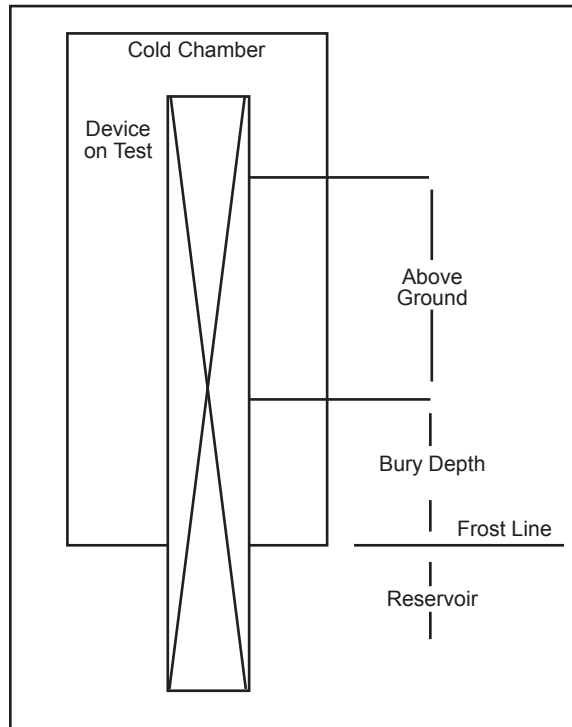 Cold Chamber
Device
on Test
Above
Ground
Bury Depth
Frost Line
Reservoir